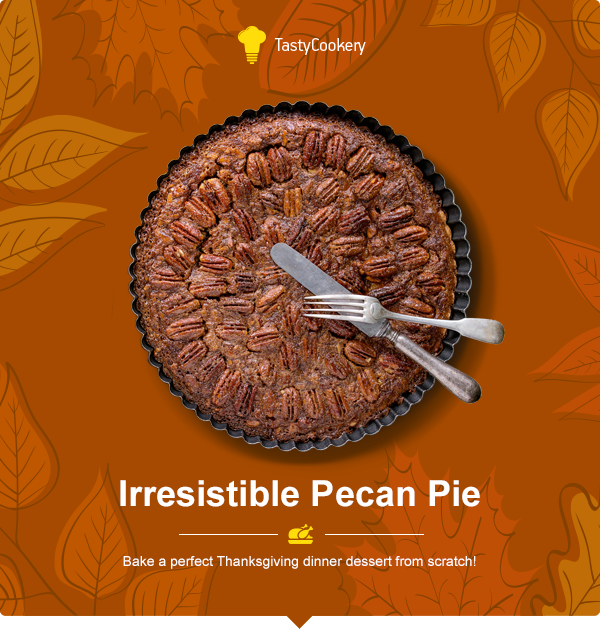 TastyCookery
Irresistible Pecan Pie
Bake a perfect Thanksgiving dinner dessert from scratch!